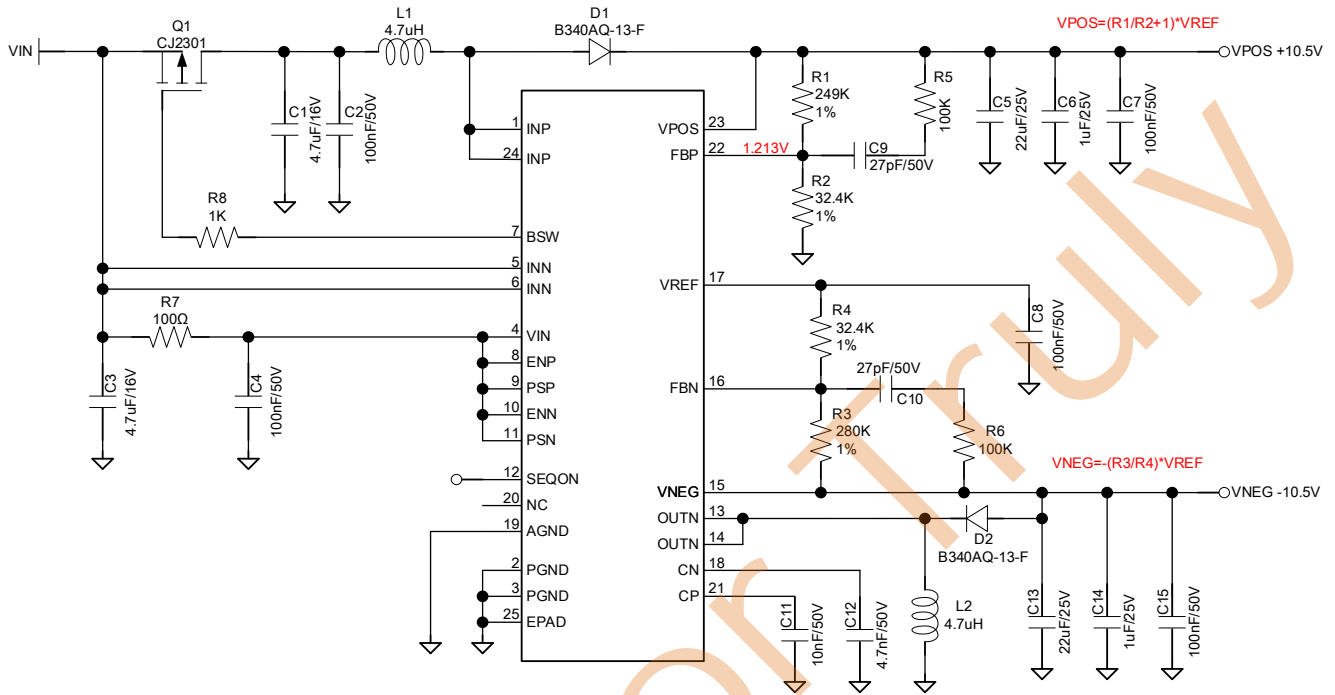 Q1
CJ2301
VIN
L1
4.7uH
D1
B340AQ-13-F
VPOS=(R1/R2+1)*VREF
VPOS +10.5V
C1
4.7uF/16V
C2
100nF/50V
R1
249K
1%
R5
100K
C5
22uF/25V
C6
1uF/25V
C7
100nF/50V
1 INP
24 INP
VPOS 23
FBP 22
1.213V
C9
27pF/50V
R2
32.4K
1%
R8
1K
7 BSW
5 INN
6 INN
R7
100Ω
4 VIN
8 ENP
9 PSP
10 ENN
11 PSN
12 SEQON
20 NC
19 AGND
2 PGND
3 PGND
25 EPAD
C3
4.7uF/16V
C4
100nF/50V
VREF 17
R4
32.4K
1%
C8
100nF/50V
27pF/50V
C10
FBN 16
R3
280K
1%
R6
100K
VNEG=-(R3/R4)*VREF
VNEG 15
VNEG -10.5V
OUTN 13
OUTN 14
D2
B340AQ-13-F
CN 18
CP 21
C11
10nF/50V
C12
4.7nF/50V
L2
4.7uH
C13
22uF/25V
C14
1uF/25V
C15
100nF/50V
or Truly